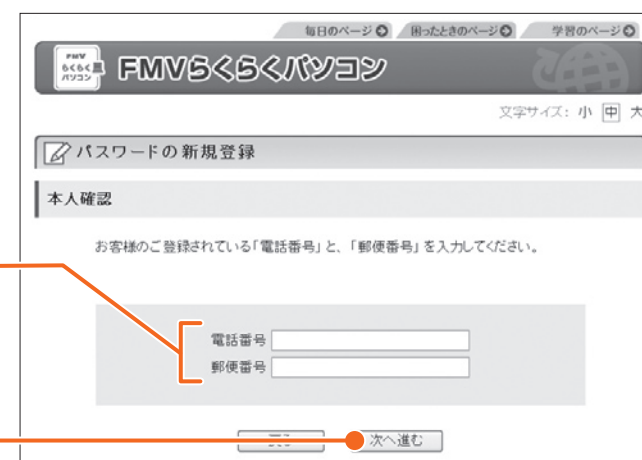 毎日のページ 困ったときのページ 学習のページ
FMV
らくらく
パソコン
FMVらくらくパソコン
文字サイズ: 小 中 大
パスワードの新規登録
本人確認
お客様のご登録されている「電話番号」と、「郵便番号」を入力してください。
電話番号
郵便番号
次へ進む